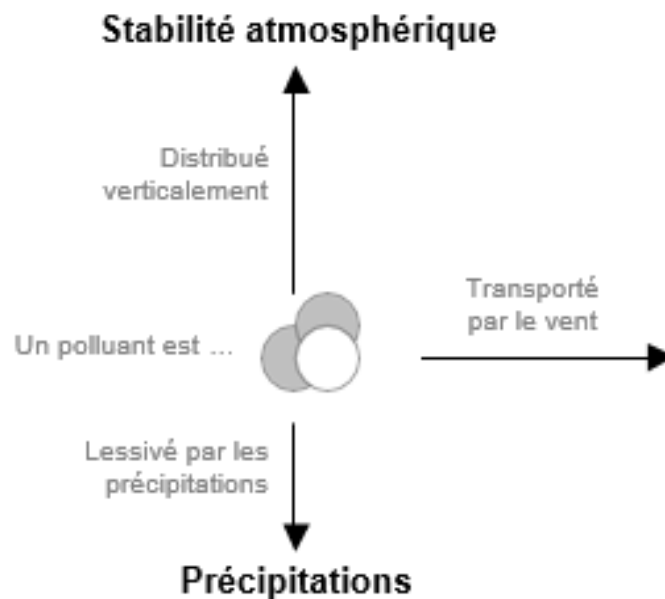 Stabilité atmosphérique
Distribué
verticalement
Transporté
par le vent
Un polluant est ...
Lessivé par les
précipitations
Précipitations